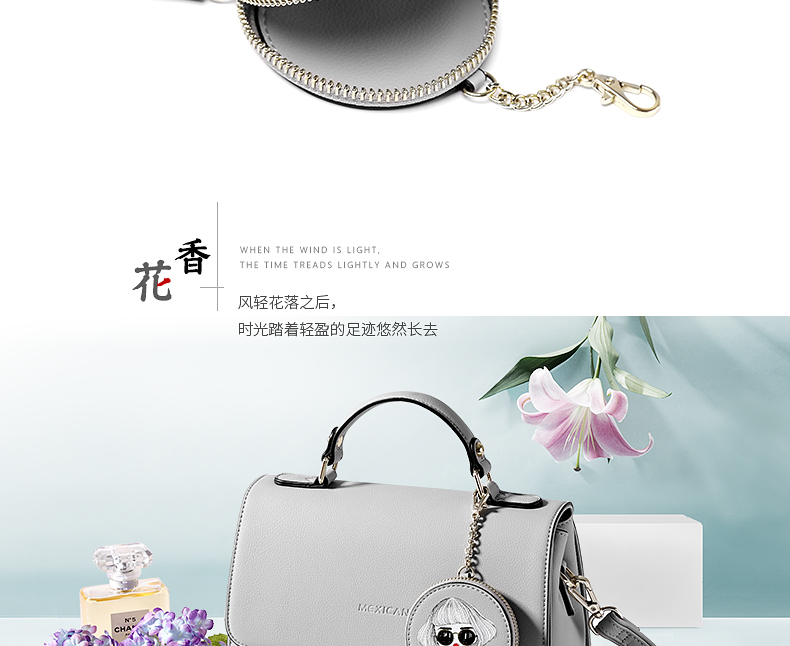 花香
WHEN THE WIND IS LIGHT,
THE TIME TREADS LIGHTLY AND GROWS
风轻花落之后，
时光踏着轻盈的足迹悠然长去
MEXICAN
N°5